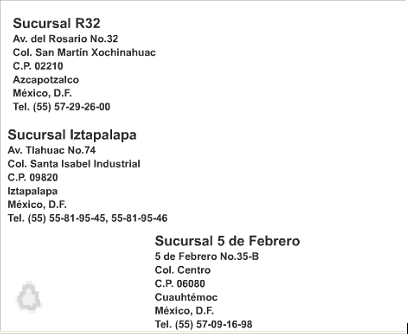 Sucursal R32
Av. del Rosario No.32
Col. San Martín Xochinahuac
C.P. 02210
Azcapotzalco
México, D.F.
Tel. (55) 57-29-26-00
Sucursal Iztapalapa
Av. Tlahuac No.74
Col. Santa Isabel Industrial
C.P. 09820
Iztapalapa
México, D.F.
Tel. (55) 55-81-95-45, 55-81-95-46
Sucursal 5 de Febrero
5 de Febrero No.35-B
Col. Centro
C.P. 06080
Cuauhtémoc
México, D.F.
Tel. (55) 57-09-16-98